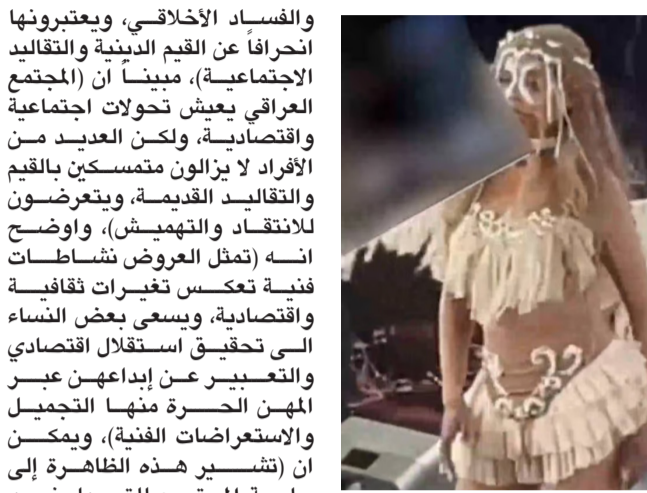 والفساد الأخلاقي، ويعتبرونها
انحرافاً عن القيم الدينية والتقاليد
الاجتماعية)، مبيناً ان (المجتمع
العراقي يعيش تحولات اجتماعية
واقتصادية، ولكن العديد من
الأفراد لا يزالون متمسكين بالقيم
والتقاليد القديمة، ويتعرضون
للانتقاد والتهميش)، واوضح
انه (تمثل العروض نشاطات
فنية تعكس تغيرات ثقافية
واقتصادية، ويسعى بعض النساء
الى تحقيق استقلال اقتصادي
والتعبير عن إبداعهن عبر
المهن الحرة منها التجميل
والاستعراضات الفنية)، ويمكن
ان (تشير هذه الظاهرة إلى